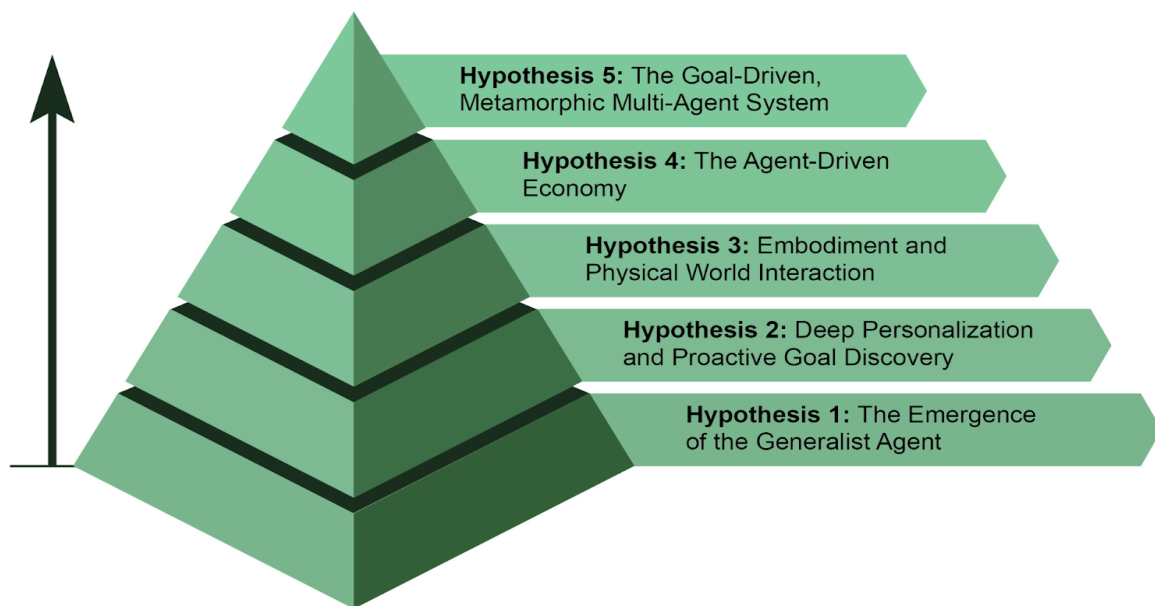 Hypothesis 5: The Goal-Driven,
Metamorphic Multi-Agent System
Hypothesis 4: The Agent-Driven
Economy
Hypothesis 3: Embodiment and
Physical World Interaction
Hypothesis 2: Deep Personalization
and Proactive Goal Discovery
Hypothesis 1: The Emergence
of the Generalist Agent